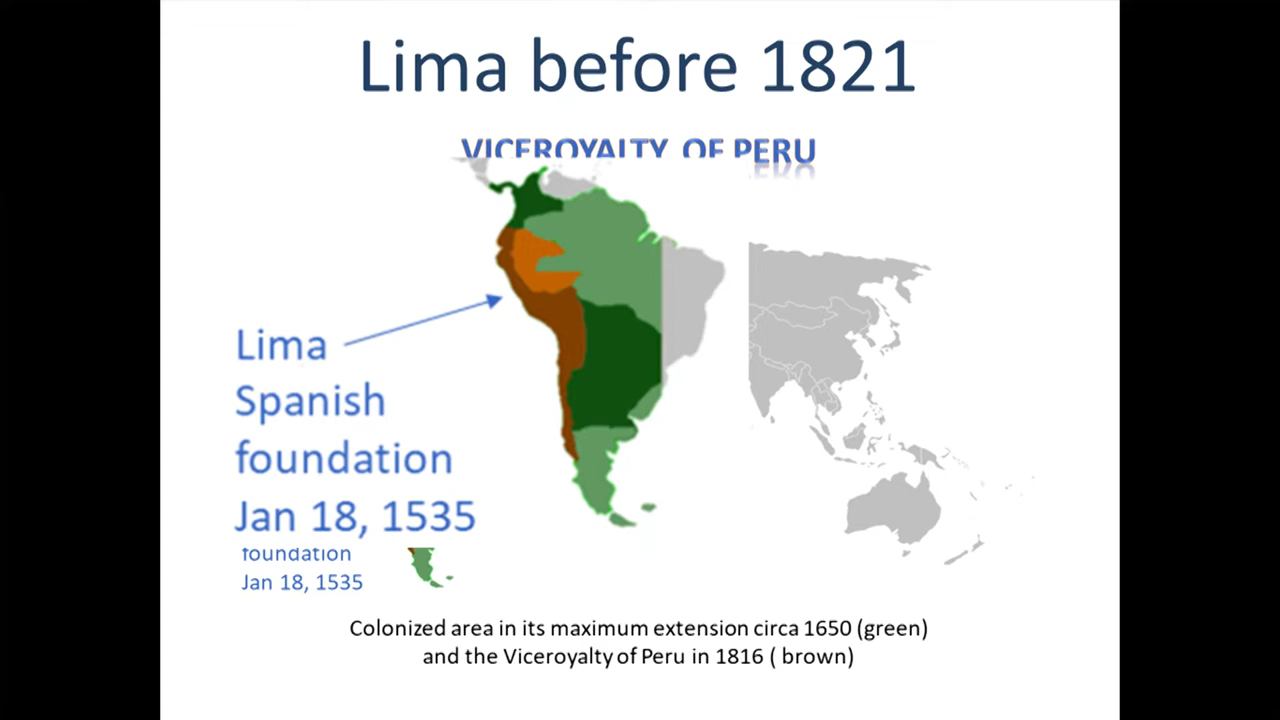 Lima before 1821
VICEROYALTY OF PERU
Lima
Spanish
foundation
Jan 18, 1535
foundation
Jan 18, 1535
Colonized area in its maximum extension circa 1650 (green)
and the Viceroyalty of Peru in 1816 ( brown)